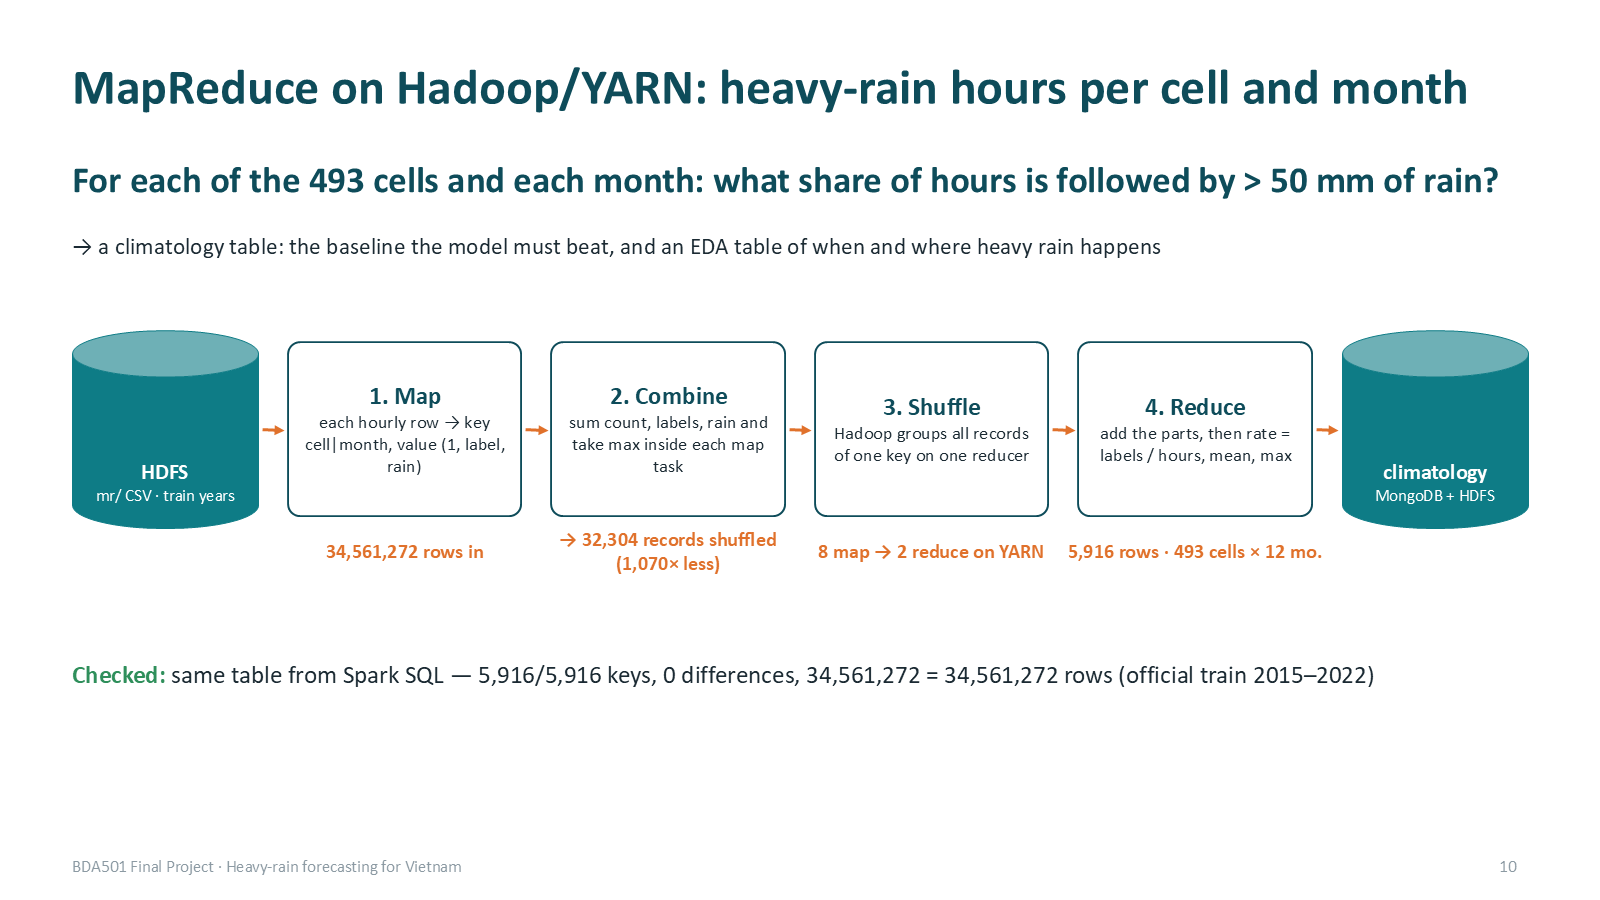 MapReduce on Hadoop/YARN: heavy-rain hours per cell and month
For each of the 493 cells and each month: what share of hours is followed by > 50 mm of rain?
→ a climatology table: the baseline the model must beat, and an EDA table of when and where heavy rain happens
HDFS
mr/ CSV · train years
1. Map
each hourly row → key
cell|month, value (1, label,
rain)
34,561,272 rows in
2. Combine
sum count, labels, rain and
take max inside each map
task
→ 32,304 records shuffled
(1,070× less)
3. Shuffle
Hadoop groups all records
of one key on one reducer
8 map → 2 reduce on YARN
4. Reduce
add the parts, then rate =
labels / hours, mean, max
5,916 rows · 493 cells × 12 mo.
climatology
MongoDB + HDFS
Checked: same table from Spark SQL — 5,916/5,916 keys, 0 differences, 34,561,272 = 34,561,272 rows (official train 2015–2022)
BDA501 Final Project · Heavy-rain forecasting for Vietnam
10